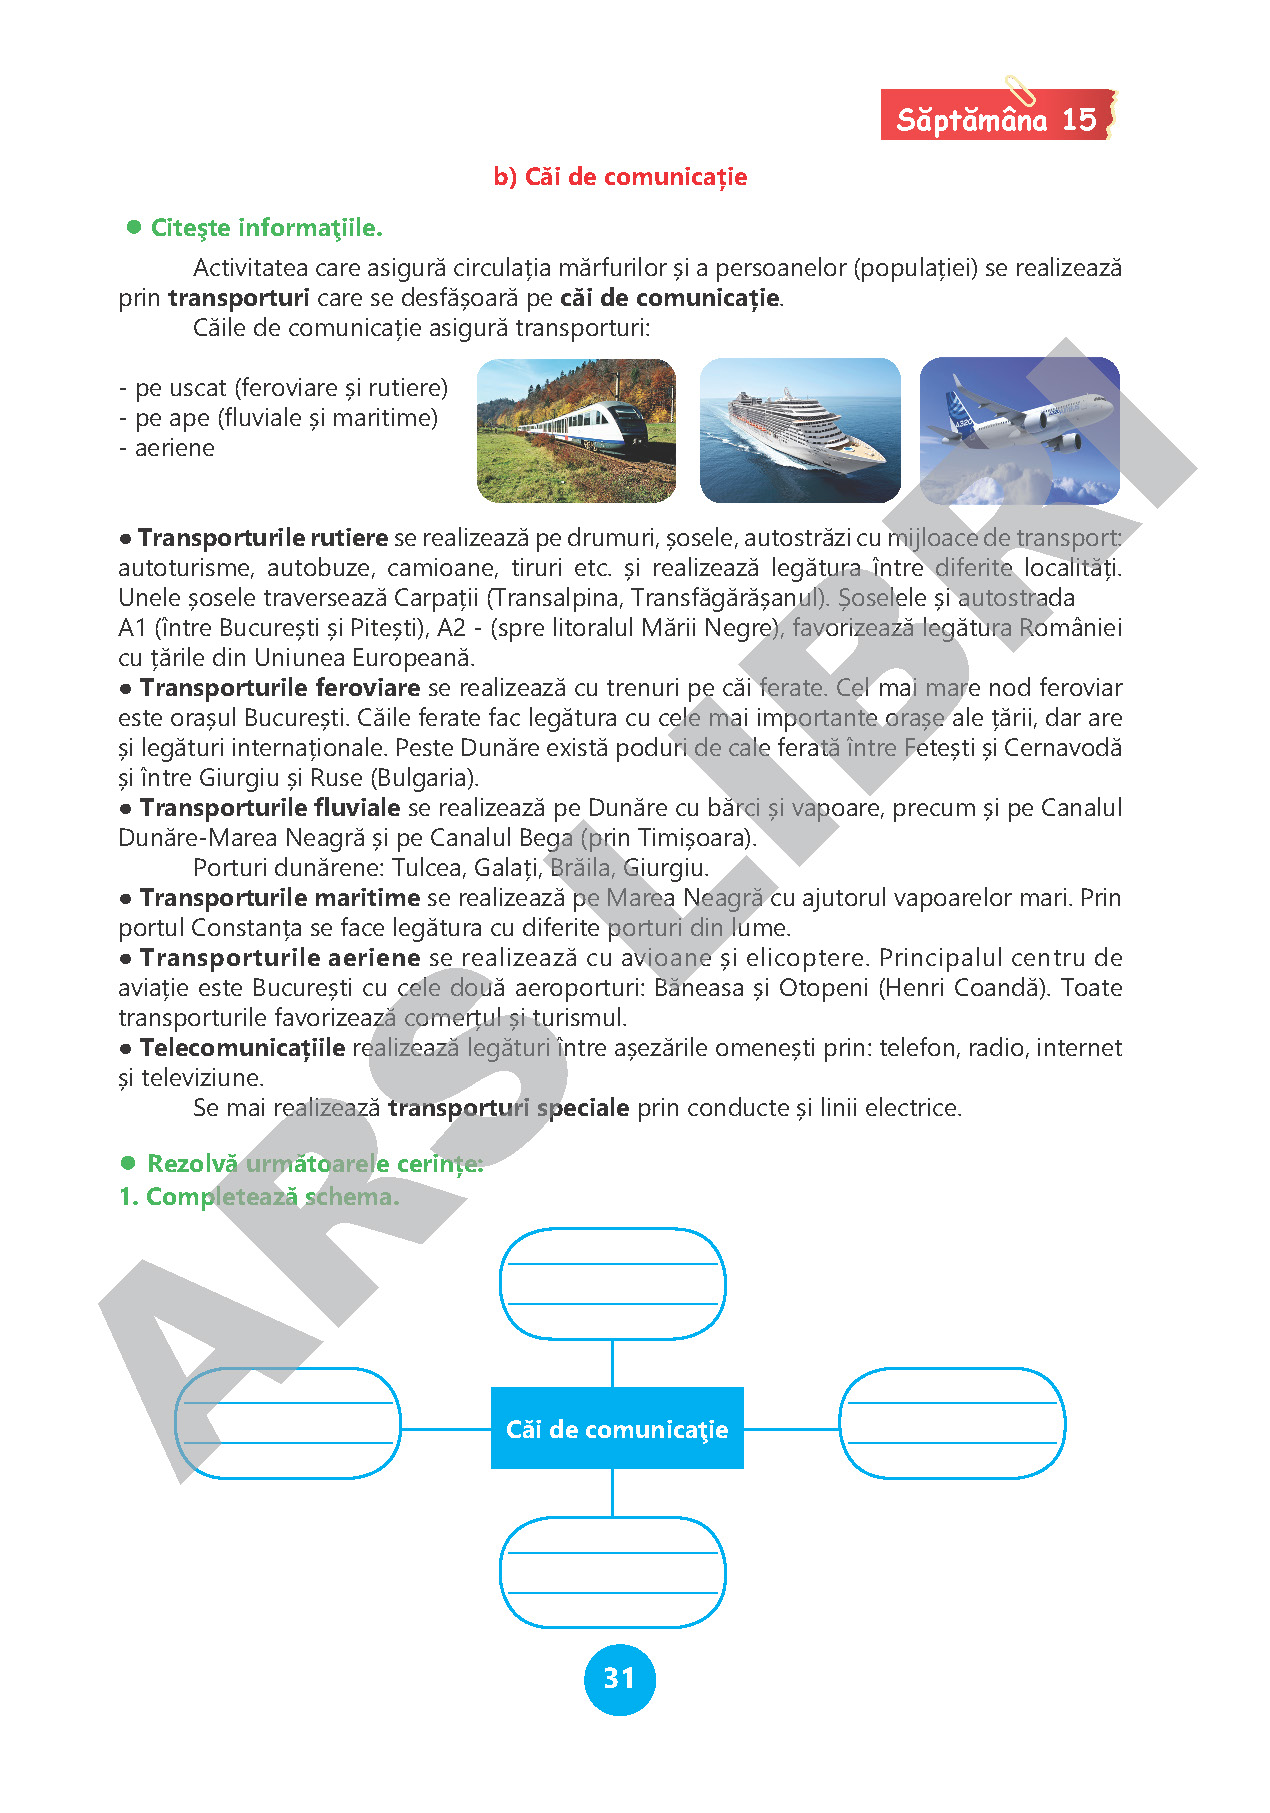 Săptămâna 15
b) Căi de comunicație
● Citeşte informaţiile.
Activitatea care asigură circulația mărfurilor și a persoanelor (populației) se realizează
prin transporturi care se desfășoară pe căi de comunicație.
Căile de comunicație asigură transporturi:
- pe uscat (feroviare și rutiere)
- pe ape (fluviale și maritime)
- aeriene
A320
● Transporturile rutiere se realizează pe drumuri, șosele, autostrăzi cu mijloace de transport:
autoturisme, autobuze, camioane, tiruri etc. și realizează legătura între diferite localități.
Unele șosele traversează Carpații (Transalpina, Transfăgărășanul). Șoselele și autostrada
A1 (între București și Pitești), A2 - (spre litoralul Mării Negre), favorizează legătura României
cu țările din Uniunea Europeană.
● Transporturile feroviare se realizează cu trenuri pe căi ferate. Cel mai mare nod feroviar
este orașul București. Căile ferate fac legătura cu cele mai importante orașe ale țării, dar are
și legături internaționale. Peste Dunăre există poduri de cale ferată între Fetești și Cernavodă
și între Giurgiu și Ruse (Bulgaria).
● Transporturile fluviale se realizează pe Dunăre cu bărci și vapoare, precum și pe Canalul
Dunăre-Marea Neagră și pe Canalul Bega (prin Timișoara).
Porturi dunărene: Tulcea, Galați, Brăila, Giurgiu.
● Transporturile maritime se realizează pe Marea Neagră cu ajutorul vapoarelor mari. Prin
portul Constanța se face legătura cu diferite porturi din lume.
● Transporturile aeriene se realizează cu avioane și elicoptere. Principalul centru de
aviație este București cu cele două aeroporturi: Băneasa și Otopeni (Henri Coandă). Toate
transporturile favorizează comerțul și turismul.
● Telecomunicațiile realizează legături între așezările omenești prin: telefon, radio, internet
și televiziune.
Se mai realizează transporturi speciale prin conducte și linii electrice.
● Rezolvă următoarele cerințe:
1. Completează schema.
Căi de comunicaţie
31
ARS LIBRI